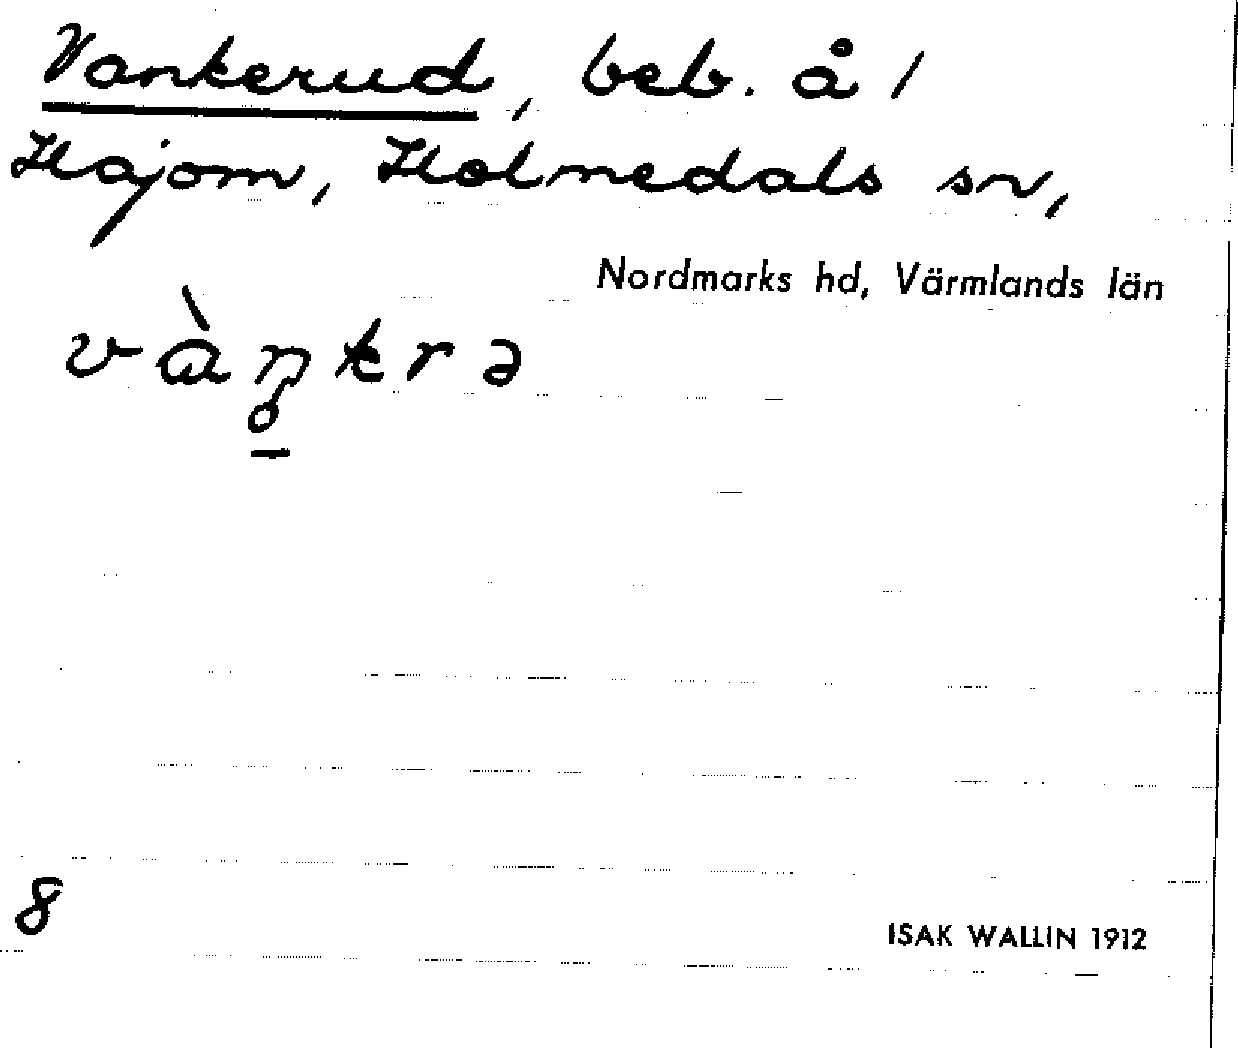 Vankerud, beb. å 1
Hajom, Holmedals sn,
Nordmarks hd, Värmlands län
vàŋkrə
8
ISAK WALLIN 1912